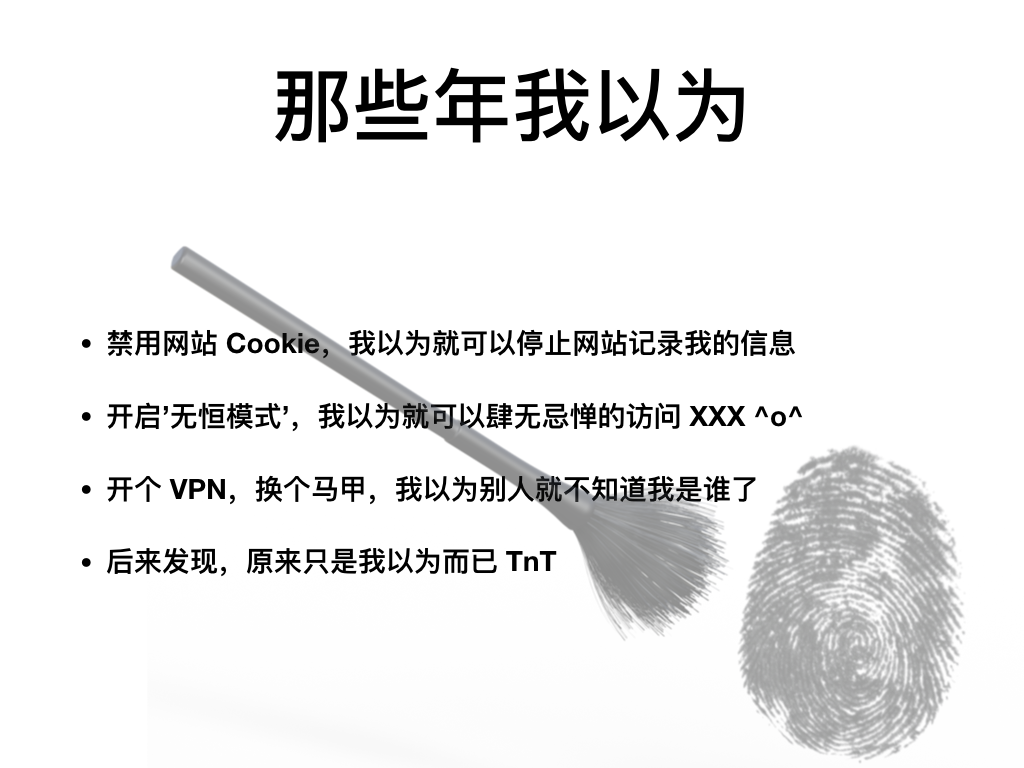 那些年我以为
• 禁用网站 Cookie，我以为就可以停止网站记录我的信息
• 开启’无恒模式’，我以为就可以肆无忌惮的访问 XXX ^o^
• 开个 VPN，换个马甲，我以为别人就不知道我是谁了
• 后来发现，原来只是我以为而已 TnT